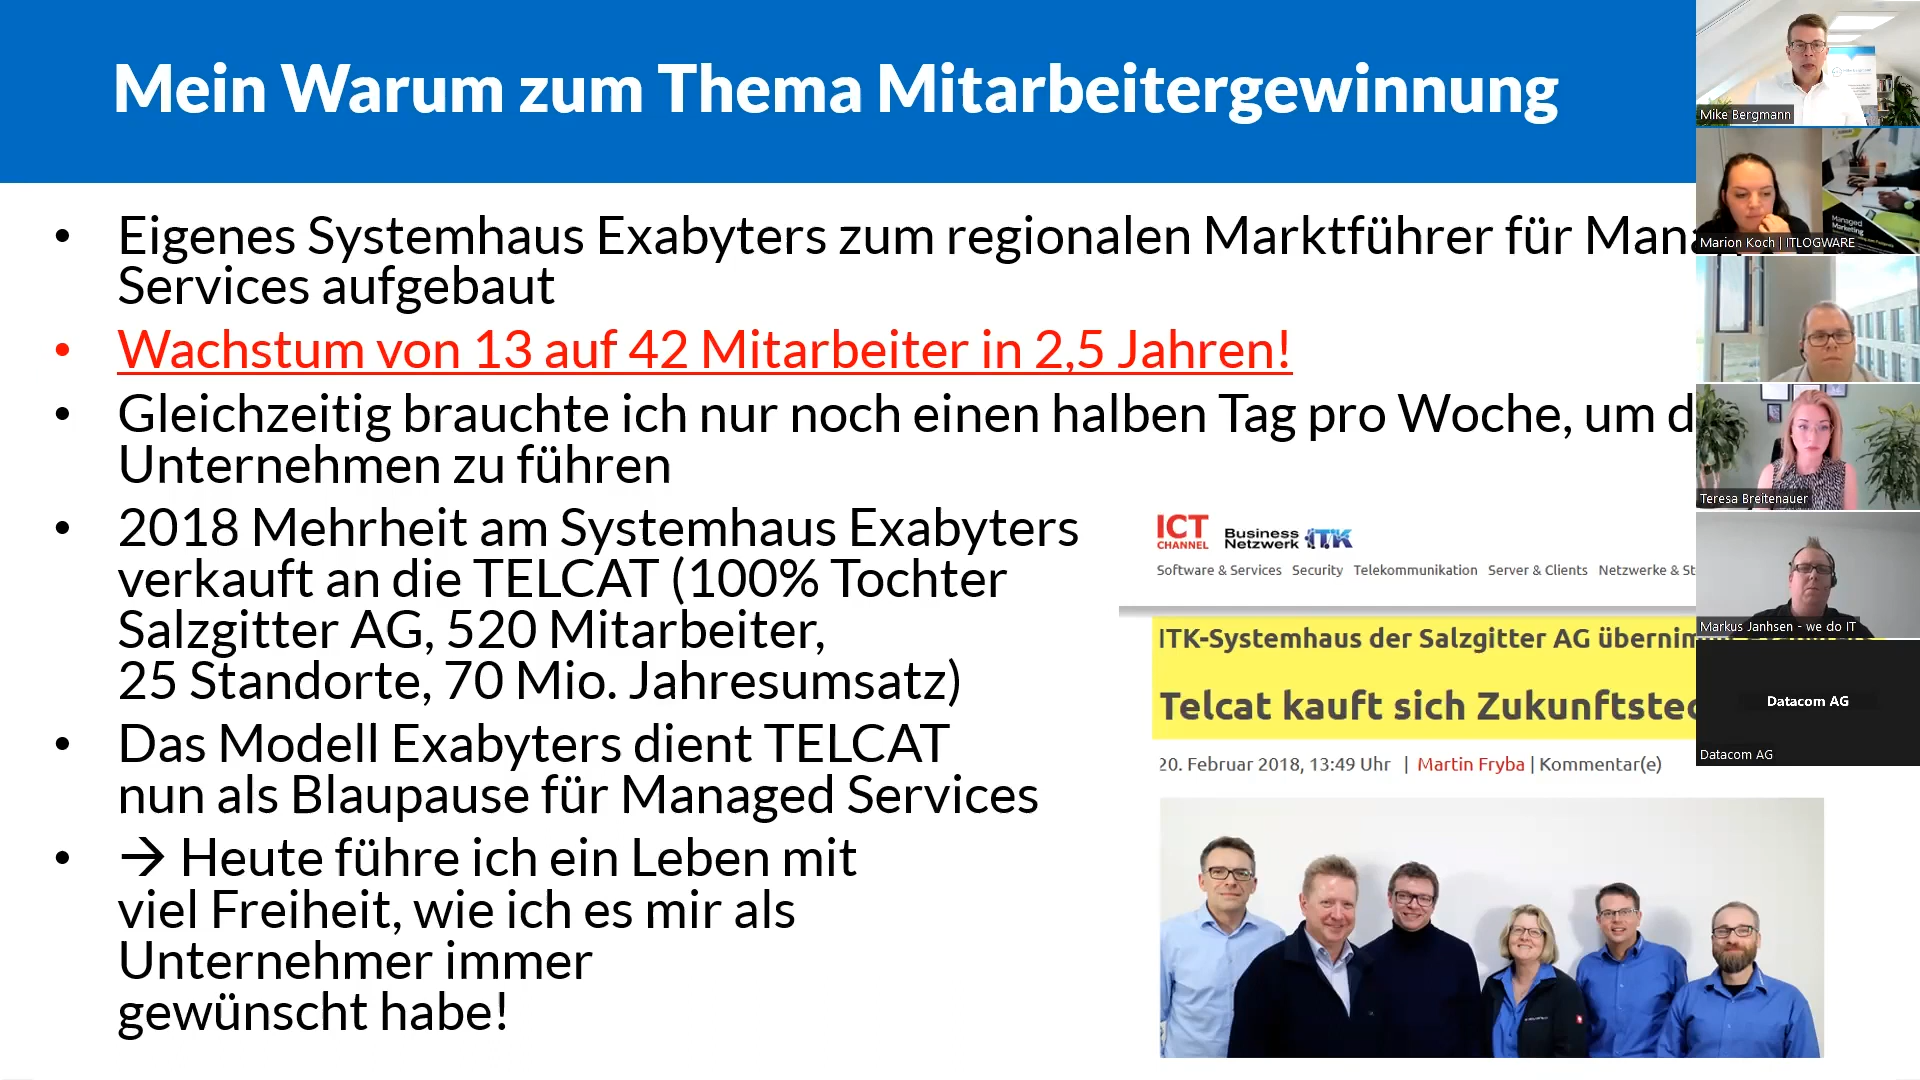 Mein Warum zum Thema Mitarbeitergewinnung
• Eigenes Systemhaus Exabyters zum regionalen Marktführer für
Services aufgebaut
• Wachstum von 13 auf 42 Mitarbeiter in 2,5 Jahren!
• Gleichzeitig brauchte ich nur noch einen halben Tag pro Woche, um
Unternehmen zu führen
• 2018 Mehrheit am Systemhaus Exabyters
verkauft an die TELCAT (100% Tochter
Salzgitter AG, 520 Mitarbeiter,
25 Standorte, 70 Mio. Jahresumsatz)
• Das Modell Exabyters dient TELCAT
nun als Blaupause für Managed Services
• → Heute führe ich ein Leben mit
viel Freiheit, wie ich es mir als
Unternehmer immer
gewünscht habe!
ICT
CHANNEL
Business
Netzwerk
ITK
Software & Services Security Telekommunikation Server & Clients Netzwerke &
ITK-Systemhaus der Salzgitter AG
Telcat kauft sich
20. Februar 2018, 13:49 Uhr | Martin Fryba | Kommentar(e)
Mike Bergmann
Managed
Marketing
Marion Koch | ITLOGWARE
Teresa Breitenauer
Markus Janhsen - we do IT
Datacom AG
Datacom AG